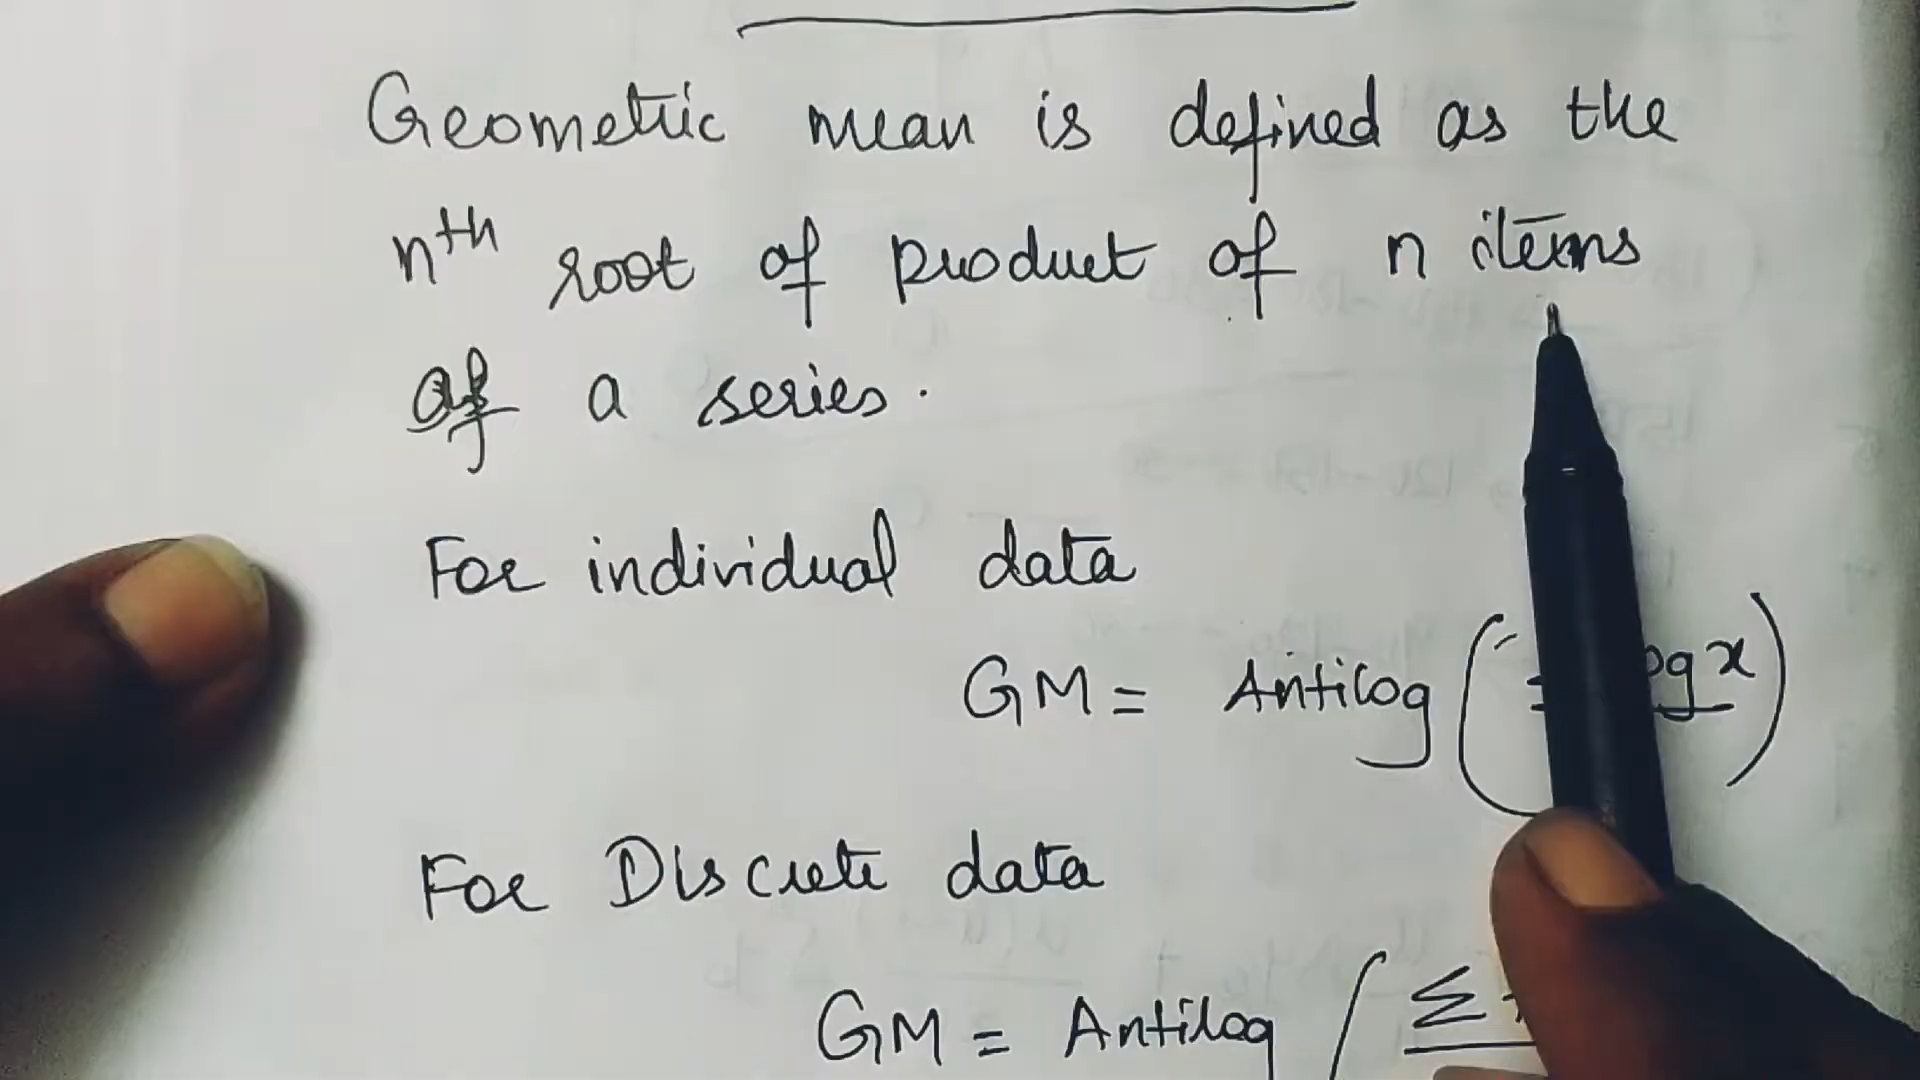 Geometric mean is defined as the
nth root of product of n items
of a series.
For individual data
GM = Antilog ( x )
For Discrete data
GM = Antilog ( Σ